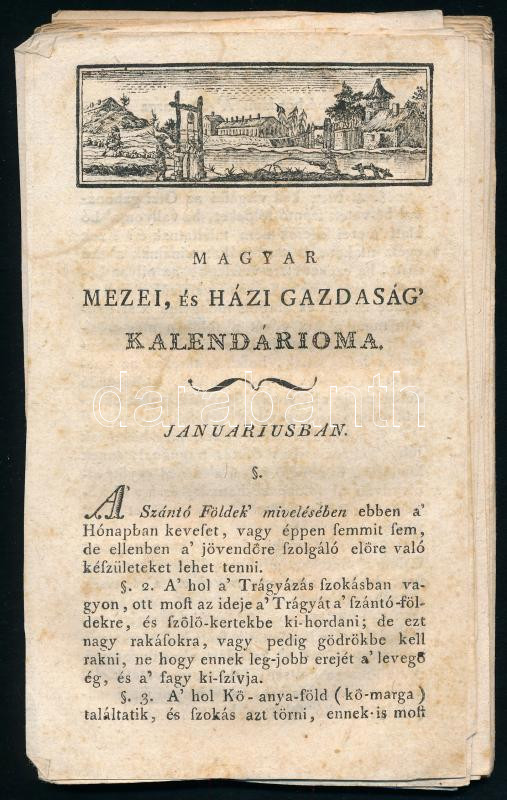 MAGYAR
MEZEI, ÉS HÁZI GAZDASÁG'
KALENDÁRIOMA.
darabanth
JANUARIUSBAN.
§.
A' Szántó Földek' mivelésében ebben a'
Hónapban keveſet, vagy éppen ſemmit ſem,
de ellenben a' jövendőre ſzolgáló előre való
kéſzületeket lehet tenni.
§. 2. A' hol a' Trágyázás ſzokásban va-
gyon, ott moſt az ideje a' Trágyát a' ſzántó-föl-
dekre, és ſzőlő-kertekbe ki-hordani; de ezt
nagy rakáſokra, vagy pedig gödrökbe kell
rakni, ne hogy ennek leg-jobb erejét a' levegő
ég, és a' fagy ki-ſzívja.
§. 3. A' hol Kő-anya-föld (kő-marga)
találtatik, és ſzokás azt törni, ennek-is moſt